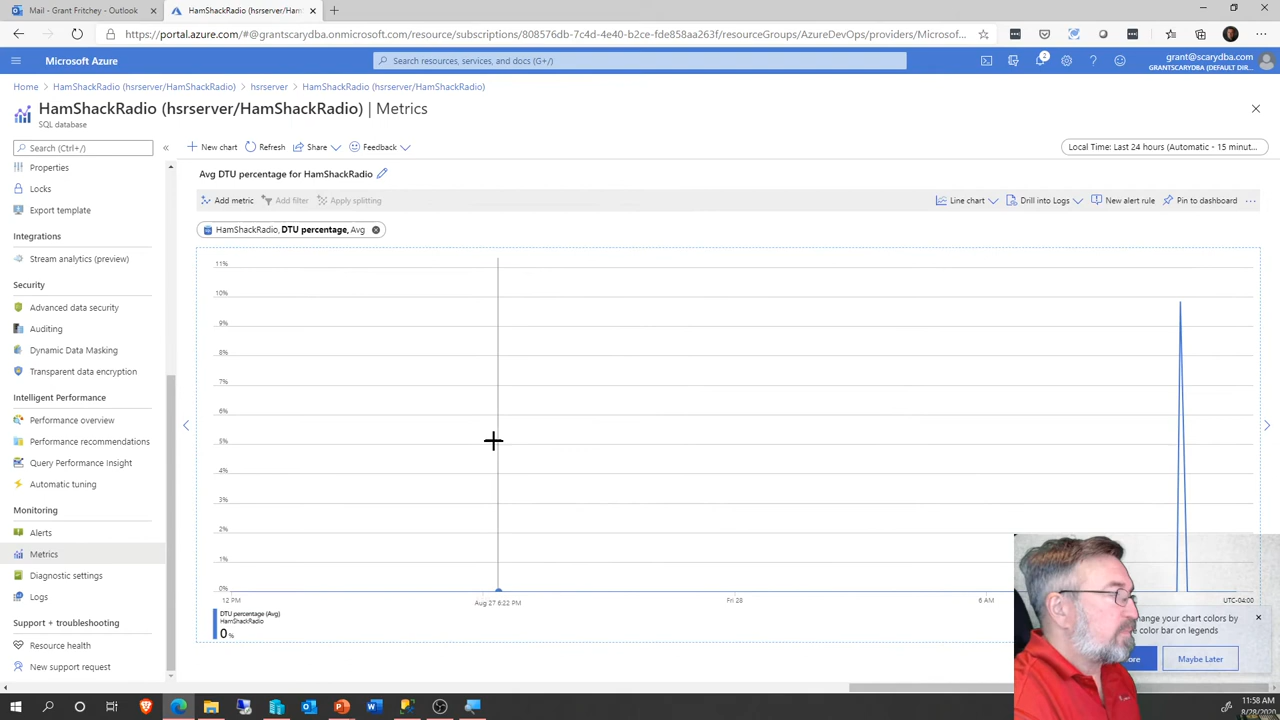 Mail - Grant Fritchey - Outlook
HamShackRadio (hsrserver/Ham
https://portal.azure.com/#@grantscarydba.onmicrosoft.com/resource/subscriptions/808576db-7c4d-4e40-b2ce-fde858aa263f/resourceGroups/AzureDevOps/providers/Microsof...
Microsoft Azure
Search resources, services, and docs (G+/)
2
grant@scarydba.com
GRANTSCARYDBA (DEFAULT DIR...
Home > HamShackRadio (hsrserver/HamShackRadio) > hsrserver > HamShackRadio (hsrserver/HamShackRadio)
HamShackRadio (hsrserver/HamShackRadio) | Metrics
SQL database
Search (Ctrl+/)
Properties
Locks
Export template
Integrations
Stream analytics (preview)
Security
Advanced data security
Auditing
Dynamic Data Masking
Transparent data encryption
Intelligent Performance
Performance overview
Performance recommendations
Query Performance Insight
Automatic tuning
Monitoring
Alerts
Metrics
Diagnostic settings
Logs
Support + troubleshooting
Resource health
New support request
New chart
Refresh
Share
Feedback
Local Time: Last 24 hours (Automatic - 15 minut...
Avg DTU percentage for HamShackRadio
Add metric
Add filter
Apply splitting
Line chart
Drill into Logs
New alert rule
Pin to dashboard
HamShackRadio, DTU percentage, Avg
11%
10%
9%
8%
7%
6%
5%
4%
3%
2%
1%
0%
12 PM
Aug 27 6:22 PM
Fri 28
6 AM
UTC-04:00
DTU percentage (Avg)
HamShackRadio
0 %
hange your chart colors by
e color bar on legends
ore
Maybe Later
11:58 AM
8/28/2020